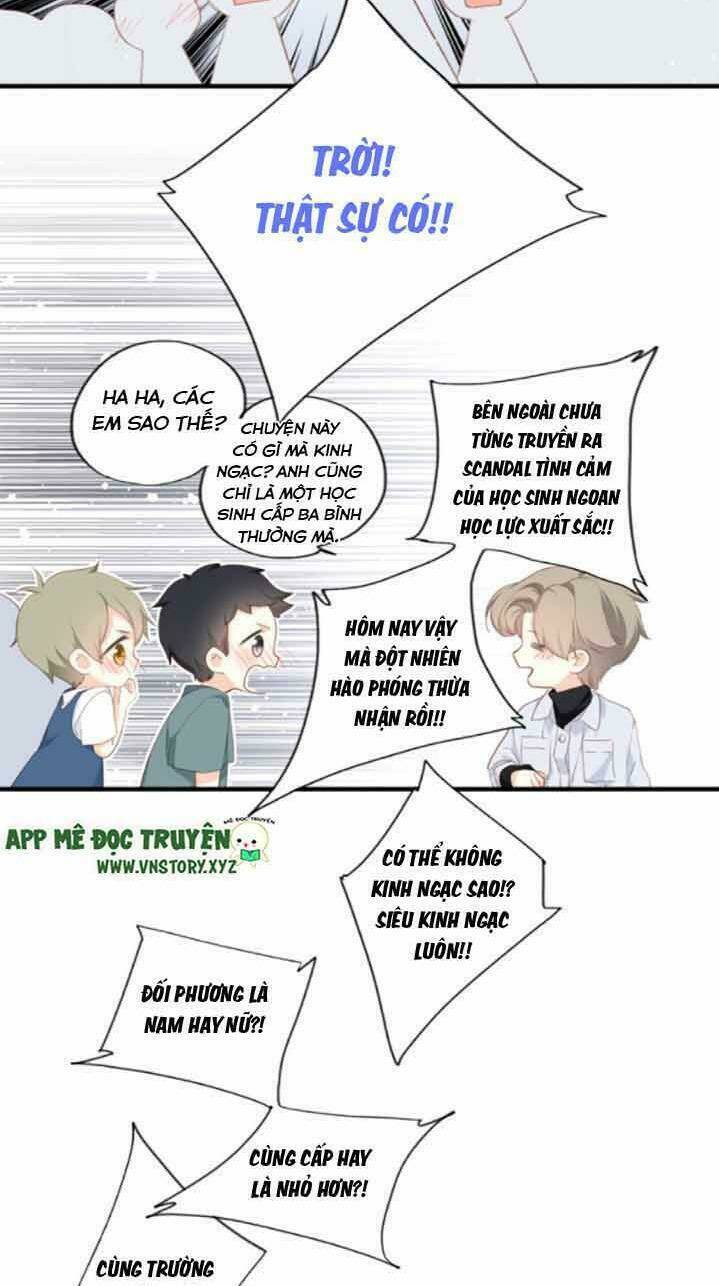 TRỜI!
THẬT SỰ CÓ!!
HA HA, CÁC
EM SAO THẾ?
CHUYỆN NÀY
CÓ GÌ MÀ KINH
NGẠC? ANH CŨNG
CHỈ LÀ MỘT HỌC
SINH CẤP BA BÌNH
THƯỜNG MÀ.
BÊN NGOÀI CHƯA
TỪNG TRUYỀN RA
SCANDAL TÌNH CẢM
CỦA HỌC SINH NGOAN
HỌC LỰC XUẤT SẮC!!
HÔM NAY VẬY
MÀ ĐỘT NHIÊN
HÀO PHÓNG THỪA
NHẬN RỒI!!
MÊ ĐỌC TRUYỆN
APP MÊ ĐỌC TRUYỆN
WWW.VNSTORY.XYZ
CÓ THỂ KHÔNG
KINH NGẠC SAO!?
SIÊU KINH NGẠC
LUÔN!!
ĐỐI PHƯƠNG LÀ
NAM HAY NỮ?!
CÙNG CẤP HAY
LÀ NHỎ HƠN?!
CÙNG TRƯỜNG